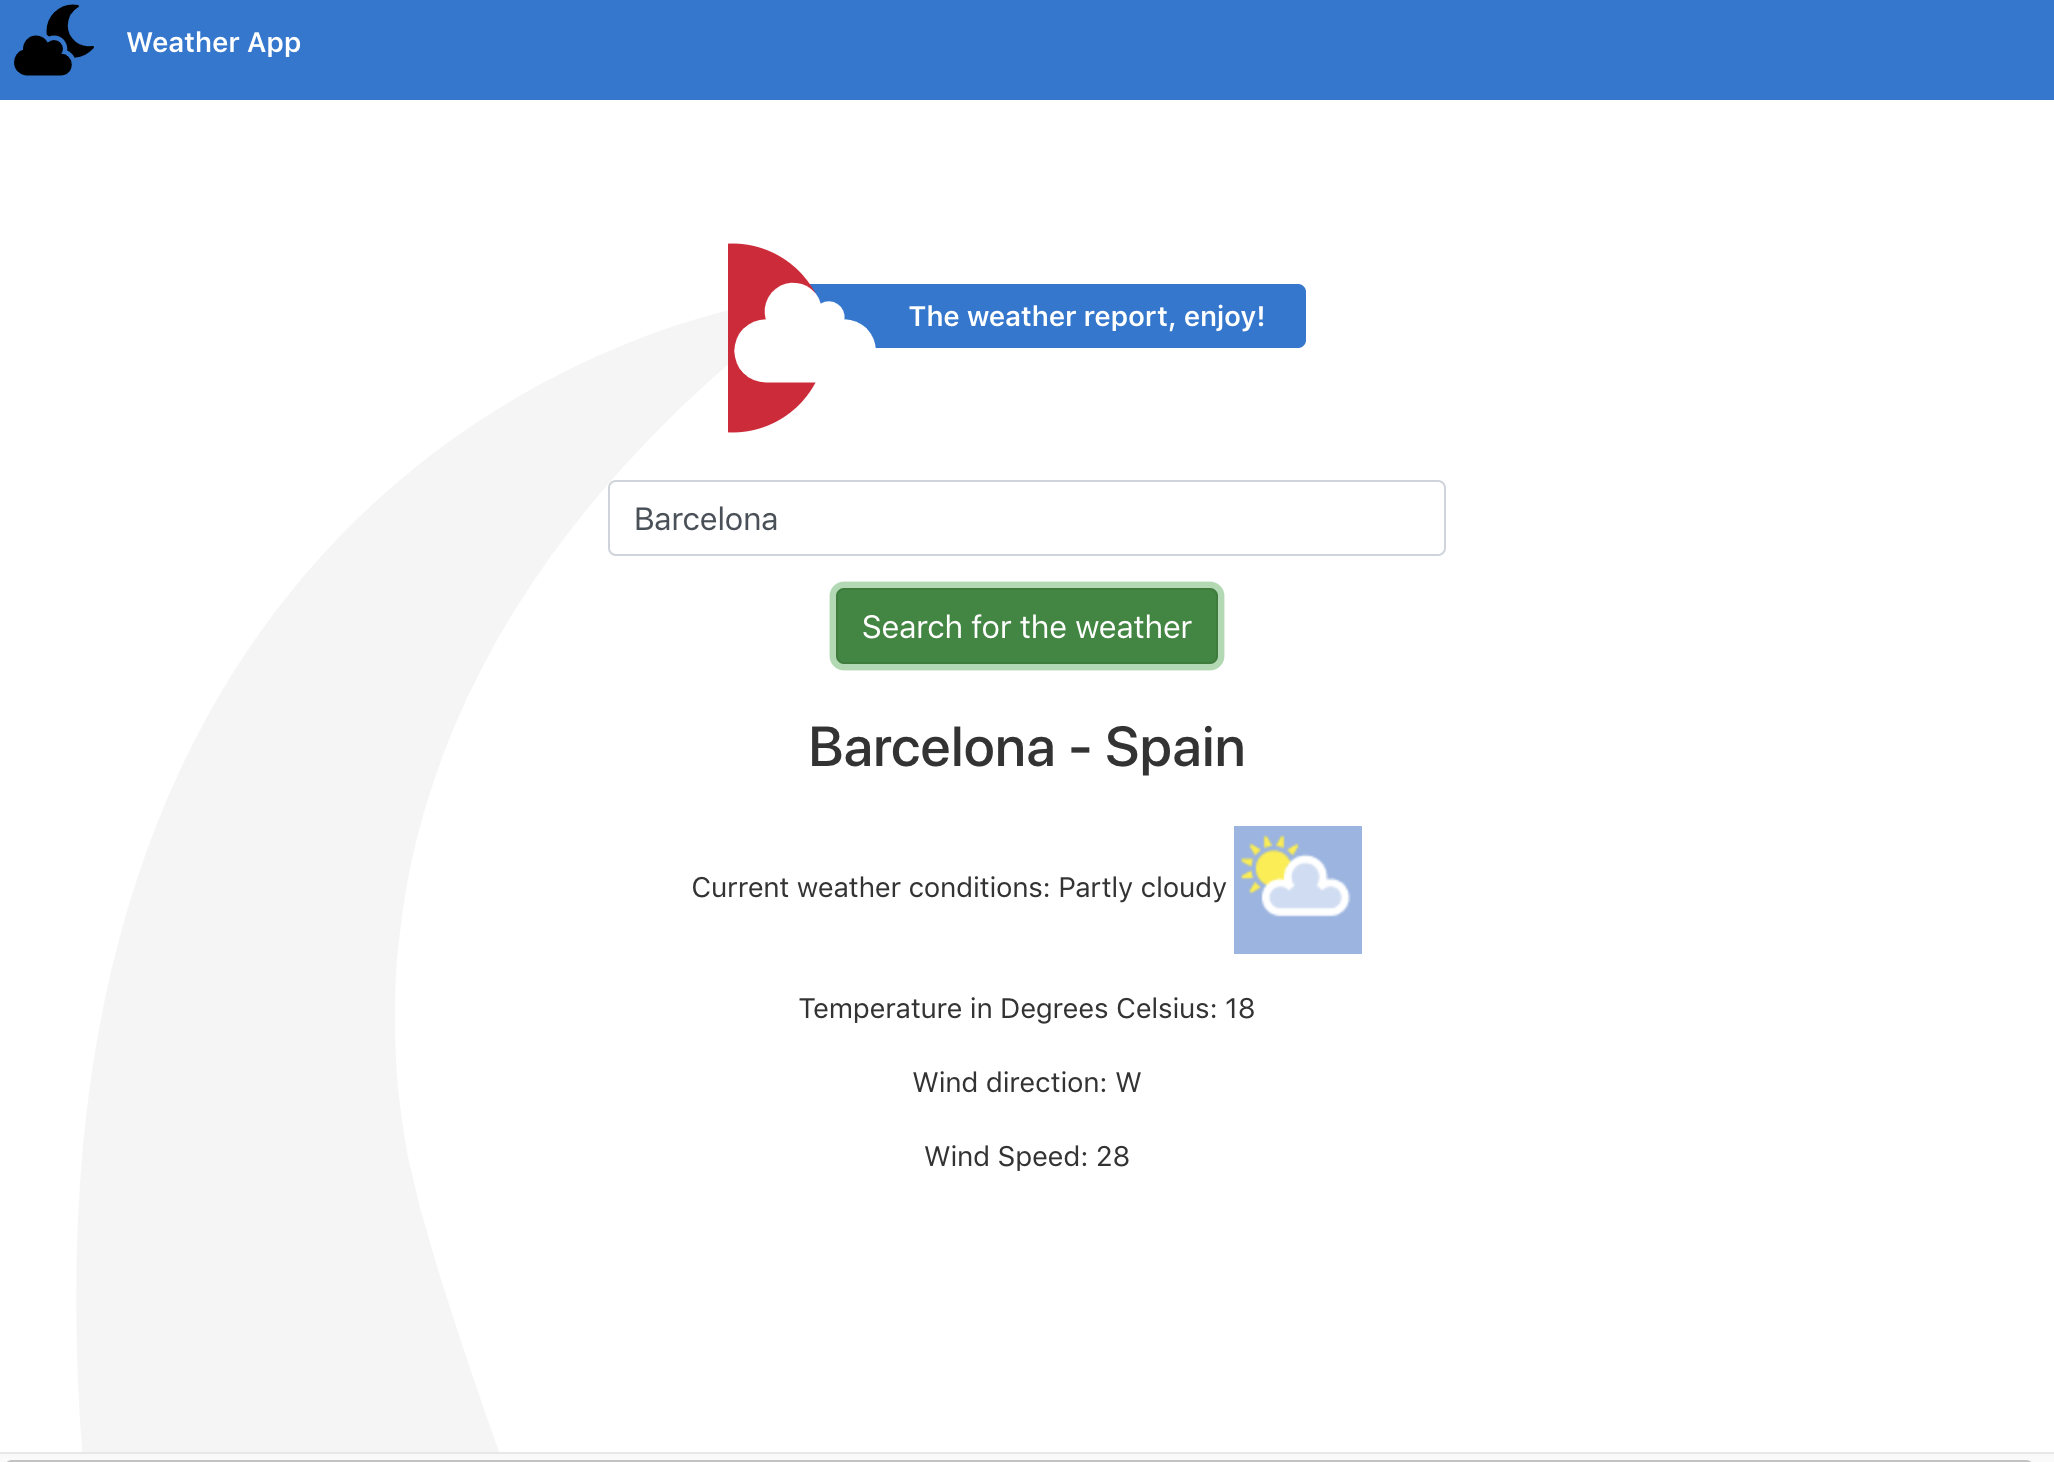 Weather App
The weather report, enjoy!
Barcelona
Search for the weather
Barcelona - Spain
Current weather conditions: Partly cloudy
Temperature in Degrees Celsius: 18
Wind direction: W
Wind Speed: 28